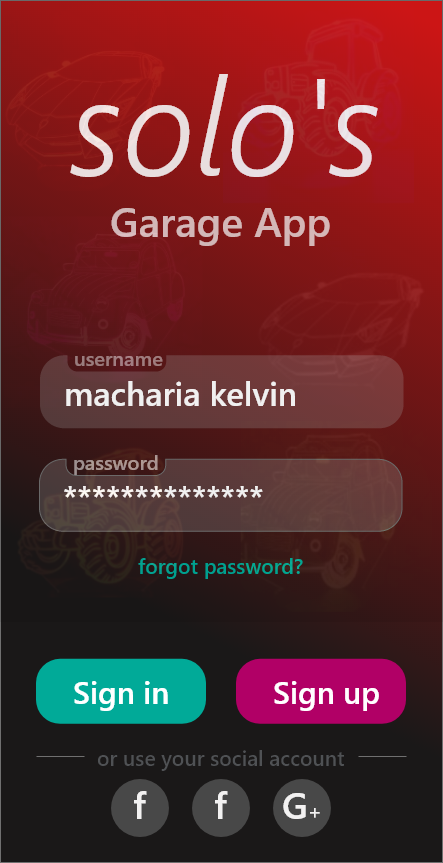 solo's
Garage App
username
macharia kelvin
password
**************
forgot password?
Sign in Sign up
or use your social account
f f G+